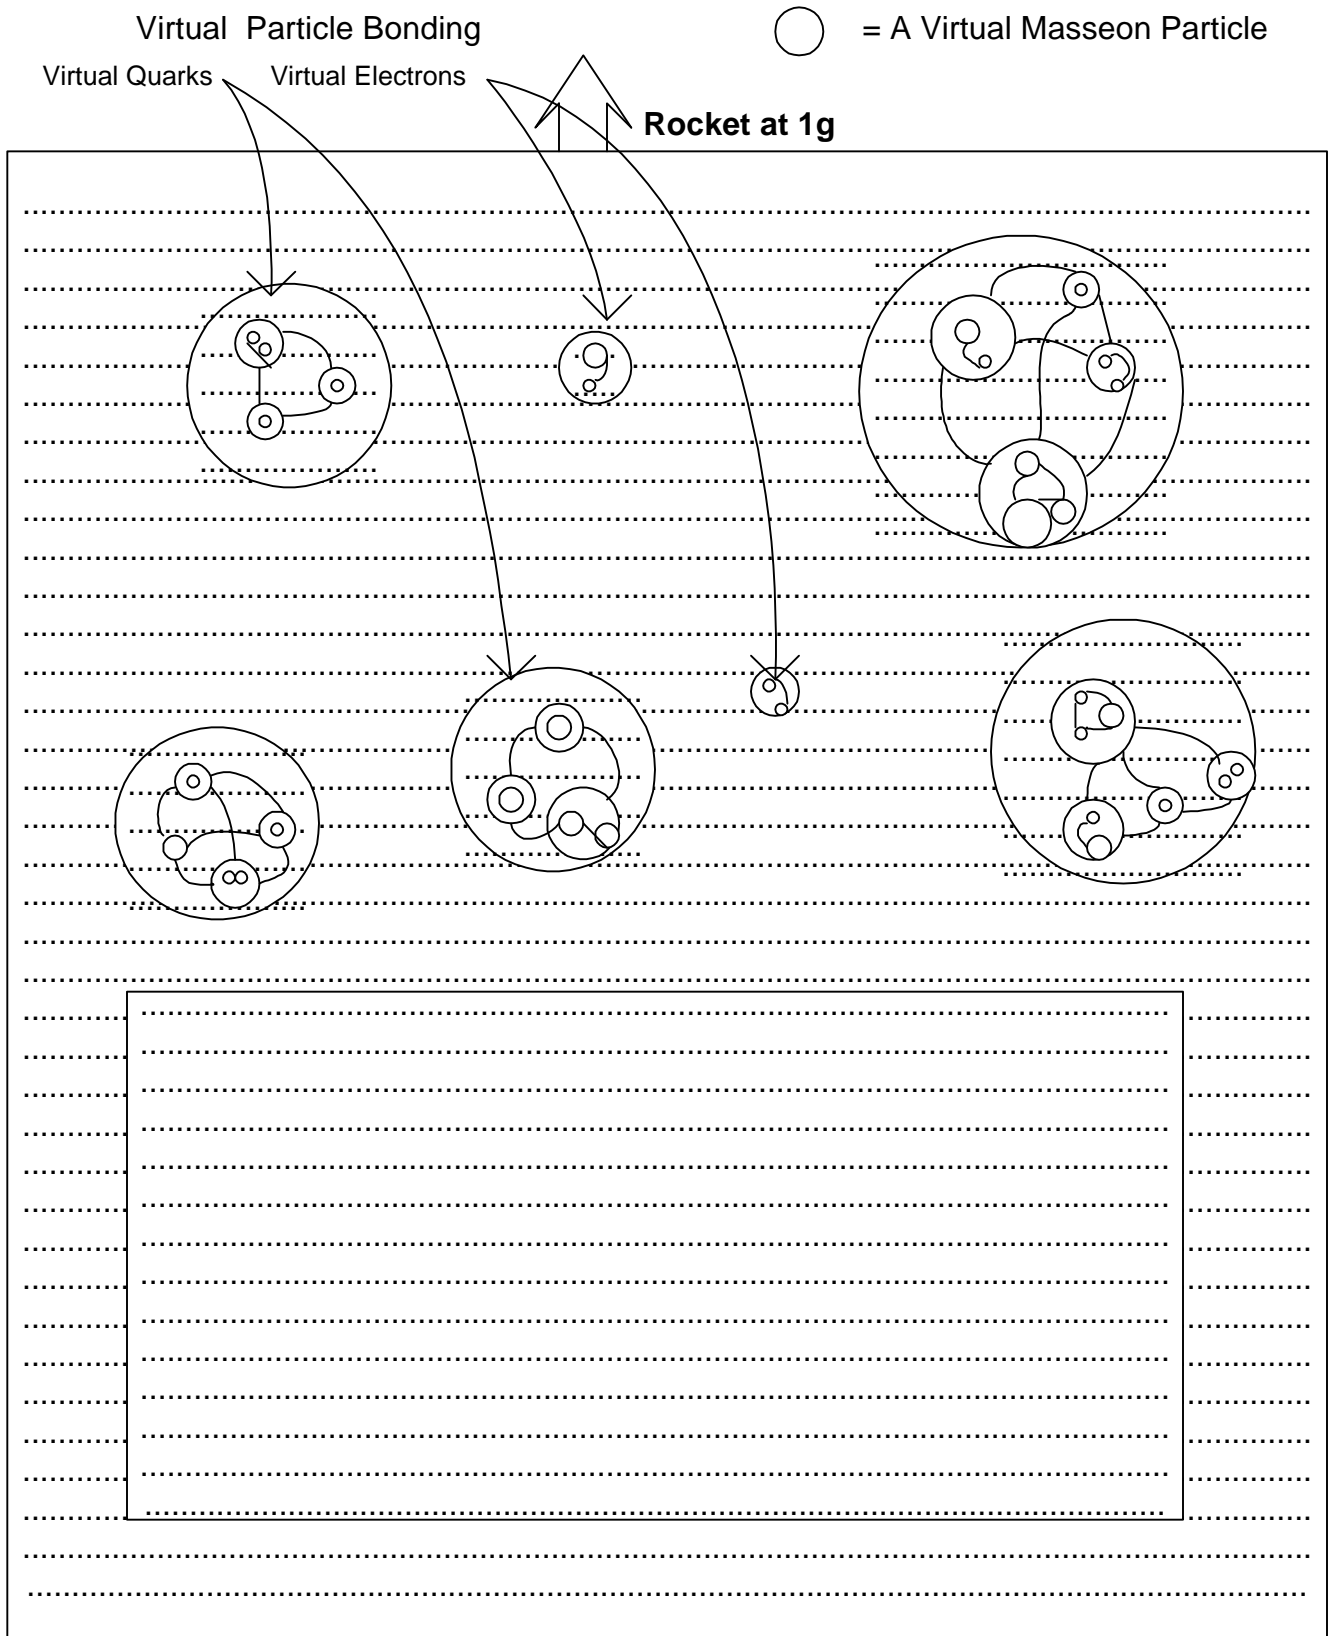 Virtual Particle Bonding
= A Virtual Masseon Particle
Virtual Quarks
Virtual Electrons
Rocket at 1g